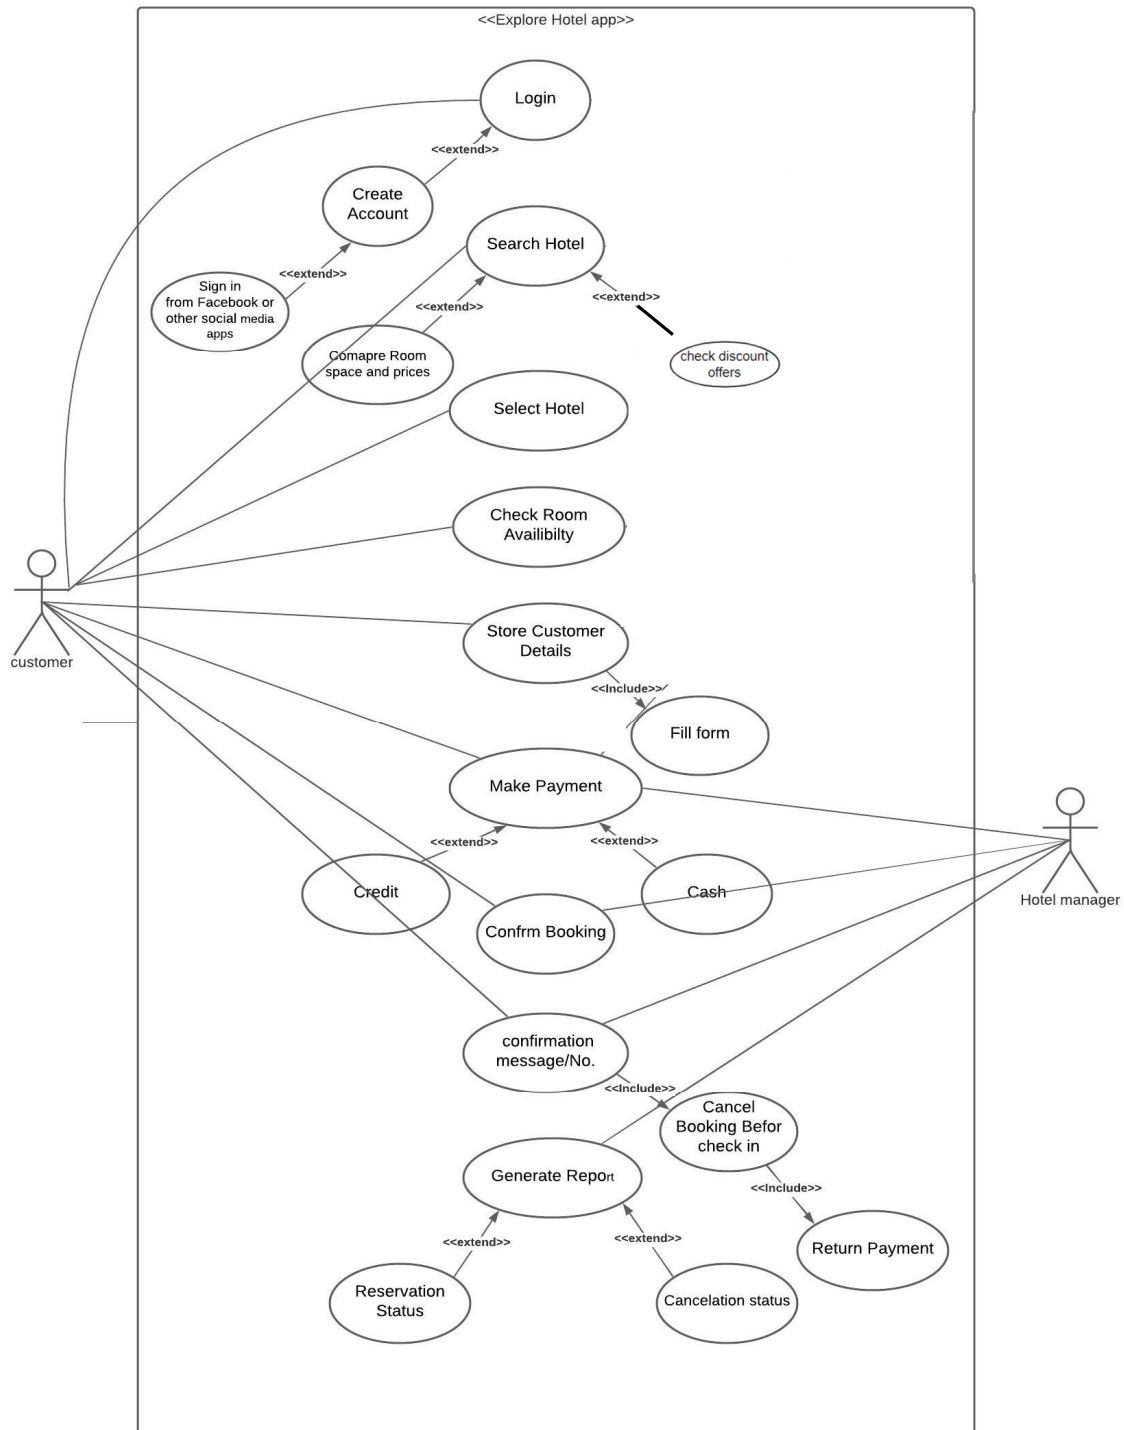 <<Explore Hotel app>>
Login
<<extend>>
Create
Account
Search Hotel
<<extend>>
Sign in
from Facebook or
other social media
apps
<<extend>>
<<extend>>
Comapre Room
space and prices
check discount
offers
Select Hotel
Check Room
Availibilty
customer
Store Customer
Details
<<Include>>
Fill form
Make Payment
<<extend>>
<<extend>>
Credit
Cash
Hotel manager
Confrm Booking
confirmation
message/No.
<<Include>>
Cancel
Booking Befor
check in
Generate Report
<<Include>>
<<extend>>
<<extend>>
Return Payment
Reservation
Status
Cancelation status